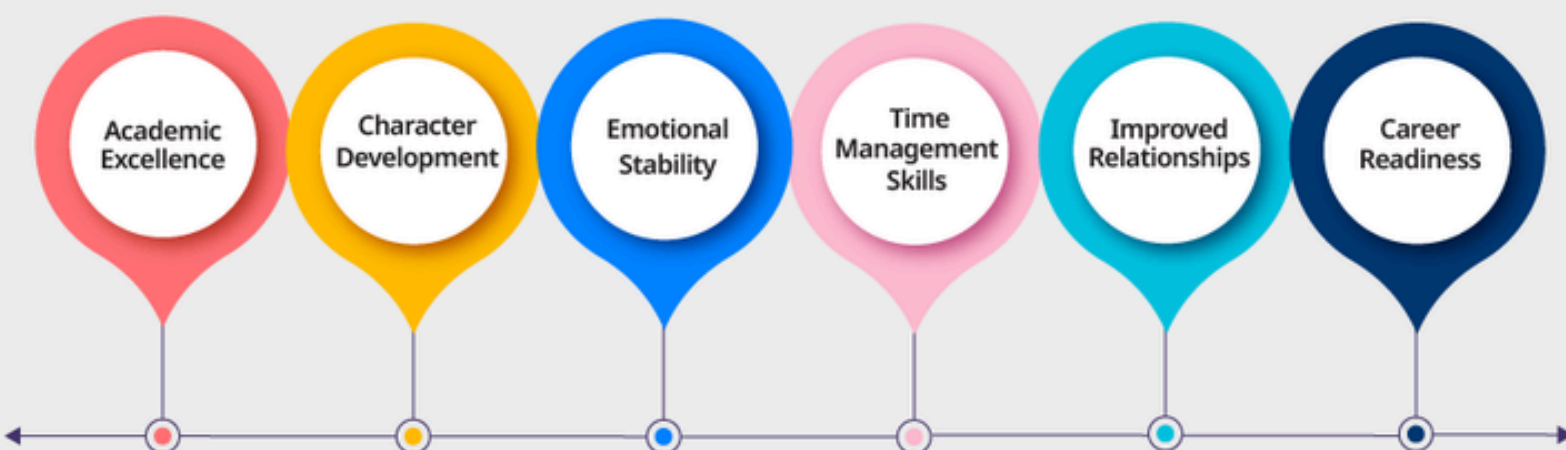 Academic
Excellence
Character
Development
Emotional
Stability
Time
Management
Skills
Improved
Relationships
Career
Readiness